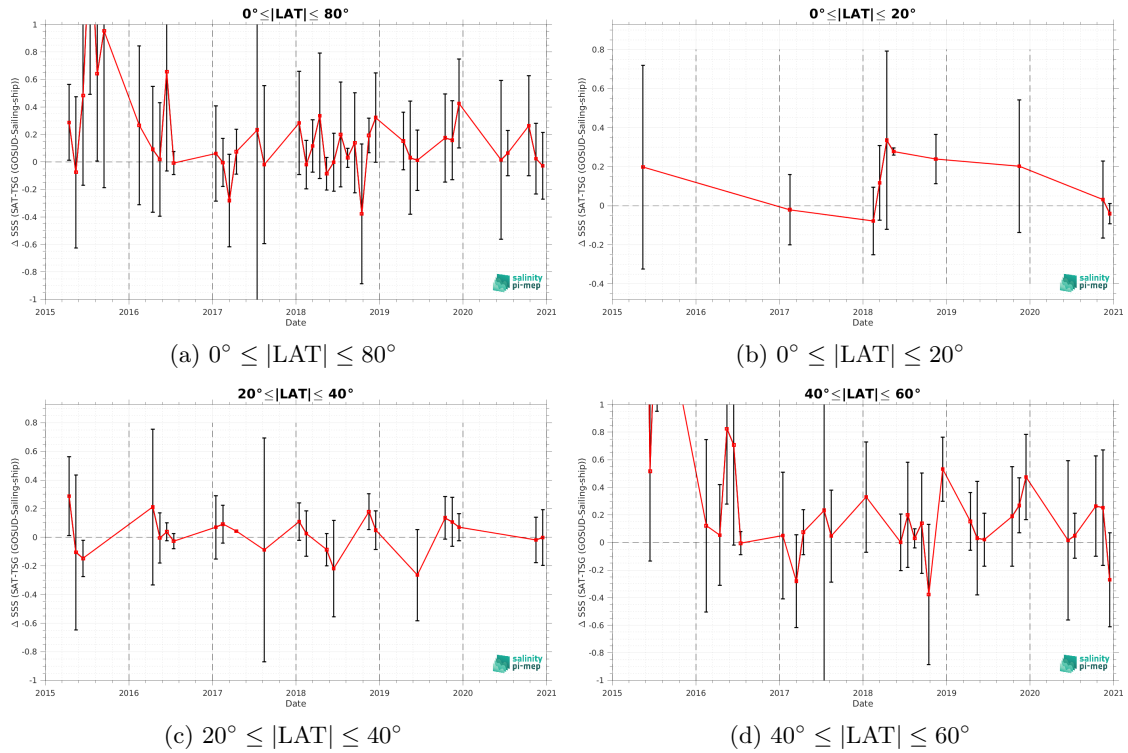 0°≤|LAT|≤ 80°
1
0.8
0.6
0.4
0.2
0
-0.2
-0.4
-0.6
-0.8
-1
Δ SSS (SAT-TSG (GOSUD-Sailing-ship))
2015 2016 2017 2018 2019 2020 2021
Date
salinity
pi-mep
(a) 0° ≤ |LAT| ≤ 80°
0°≤|LAT|≤ 20°
0.8
0.6
0.4
0.2
0
-0.2
-0.4
Δ SSS (SAT-TSG (GOSUD-Sailing-ship))
2015 2016 2017 2018 2019 2020 2021
Date
salinity
pi-mep
(b) 0° ≤ |LAT| ≤ 20°
20°≤|LAT|≤ 40°
0.8
0.6
0.4
0.2
0
-0.2
-0.4
-0.6
-0.8
-1
Δ SSS (SAT-TSG (GOSUD-Sailing-ship))
2015 2016 2017 2018 2019 2020 2021
Date
salinity
pi-mep
(c) 20° ≤ |LAT| ≤ 40°
40°≤|LAT|≤ 60°
1
0.8
0.6
0.4
0.2
0
-0.2
-0.4
-0.6
-0.8
-1
Δ SSS (SAT-TSG (GOSUD-Sailing-ship))
2015 2016 2017 2018 2019 2020 2021
Date
salinity
pi-mep
(d) 40° ≤ |LAT| ≤ 60°